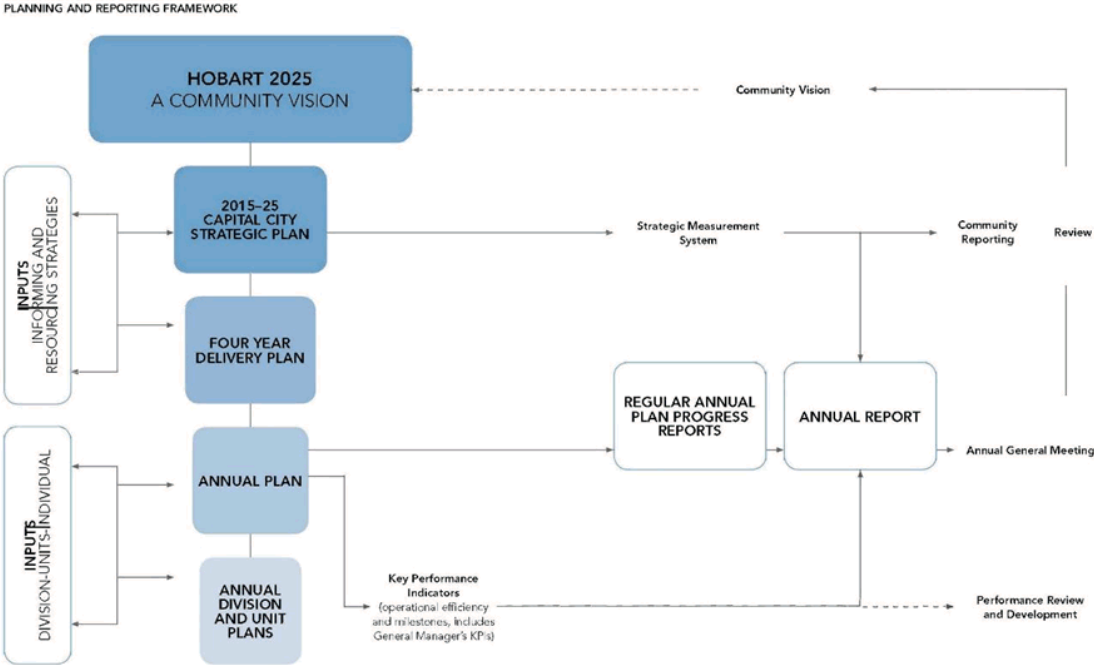 PLANNING AND REPORTING FRAMEWORK
HOBART 2025
A COMMUNITY VISION
Community Vision
INPUTS
INFORMING AND
RESOURCING STRATEGIES
2015–25
CAPITAL CITY
STRATEGIC PLAN
Strategic Measurement
System
Community
Reporting
Review
FOUR YEAR
DELIVERY PLAN
REGULAR ANNUAL
PLAN PROGRESS
REPORTS
ANNUAL REPORT
Annual General Meeting
INPUTS
DIVISION-UNITS-INDIVIDUAL
ANNUAL PLAN
ANNUAL
DIVISION
AND UNIT
PLANS
Key Performance
Indicators
(operational efficiency
and milestones, includes
General Manager's KPIs)
Performance Review
and Development